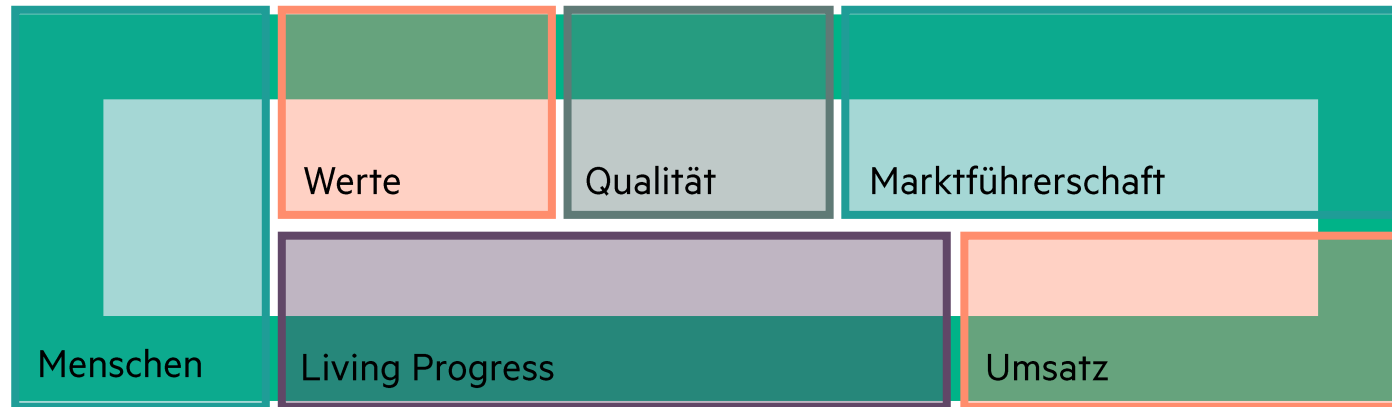 Werte
Qualität
Marktführerschaft
Menschen
Living Progress
Umsatz